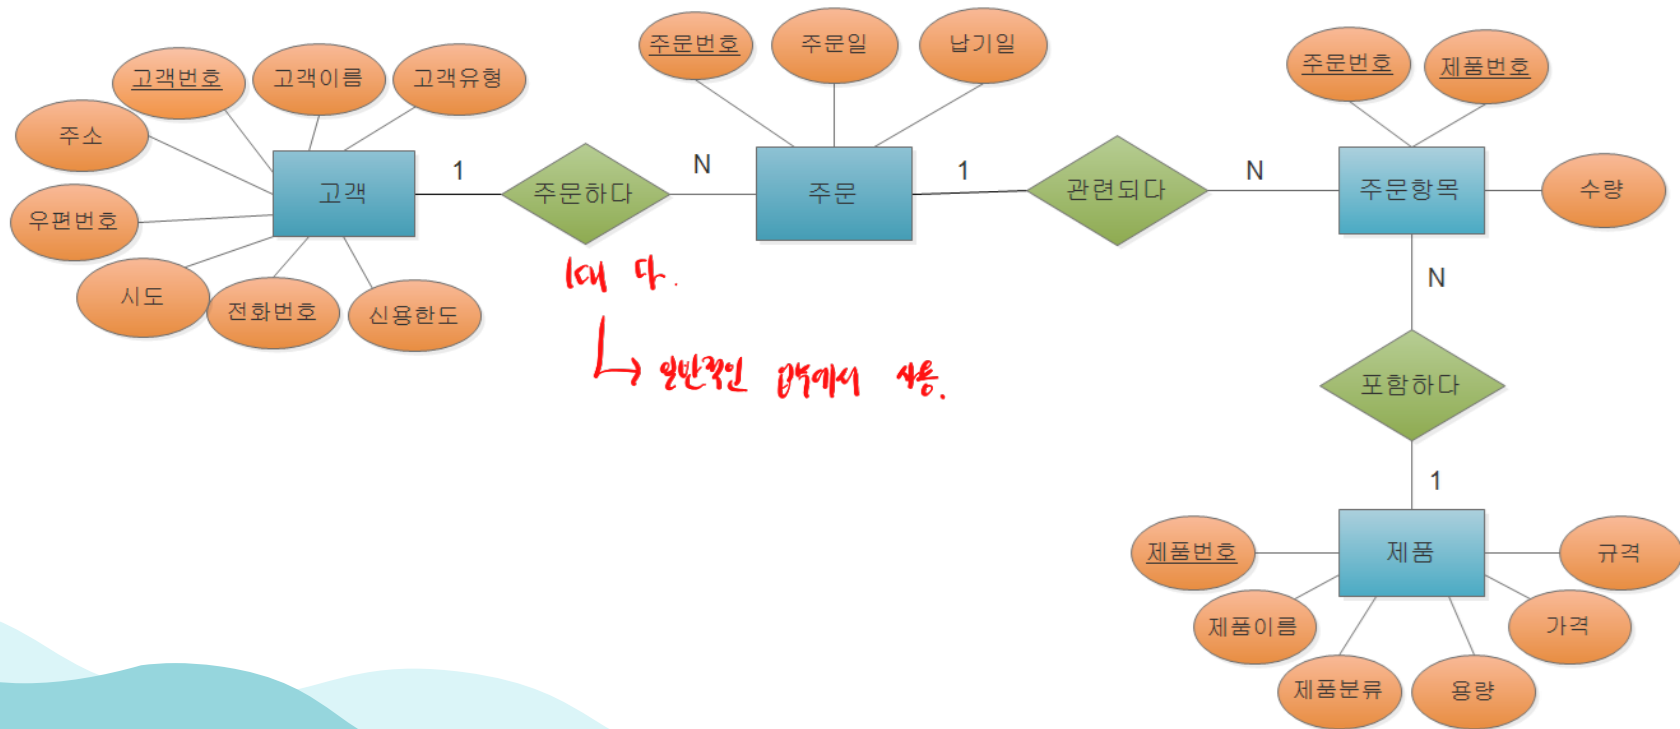 주문번호 주문일 납기일
고객번호 고객이름 고객유형
주문번호 제품번호
주소
1 N 1 N
고객 주문하다 주문 관련되다 주문항목 수량
우편번호
1대 다.
N
시도 전화번호 신용한도
일반적인 에서 사용.
포함하다
1
제품번호 제품 규격
제품이름 가격
제품분류 용량